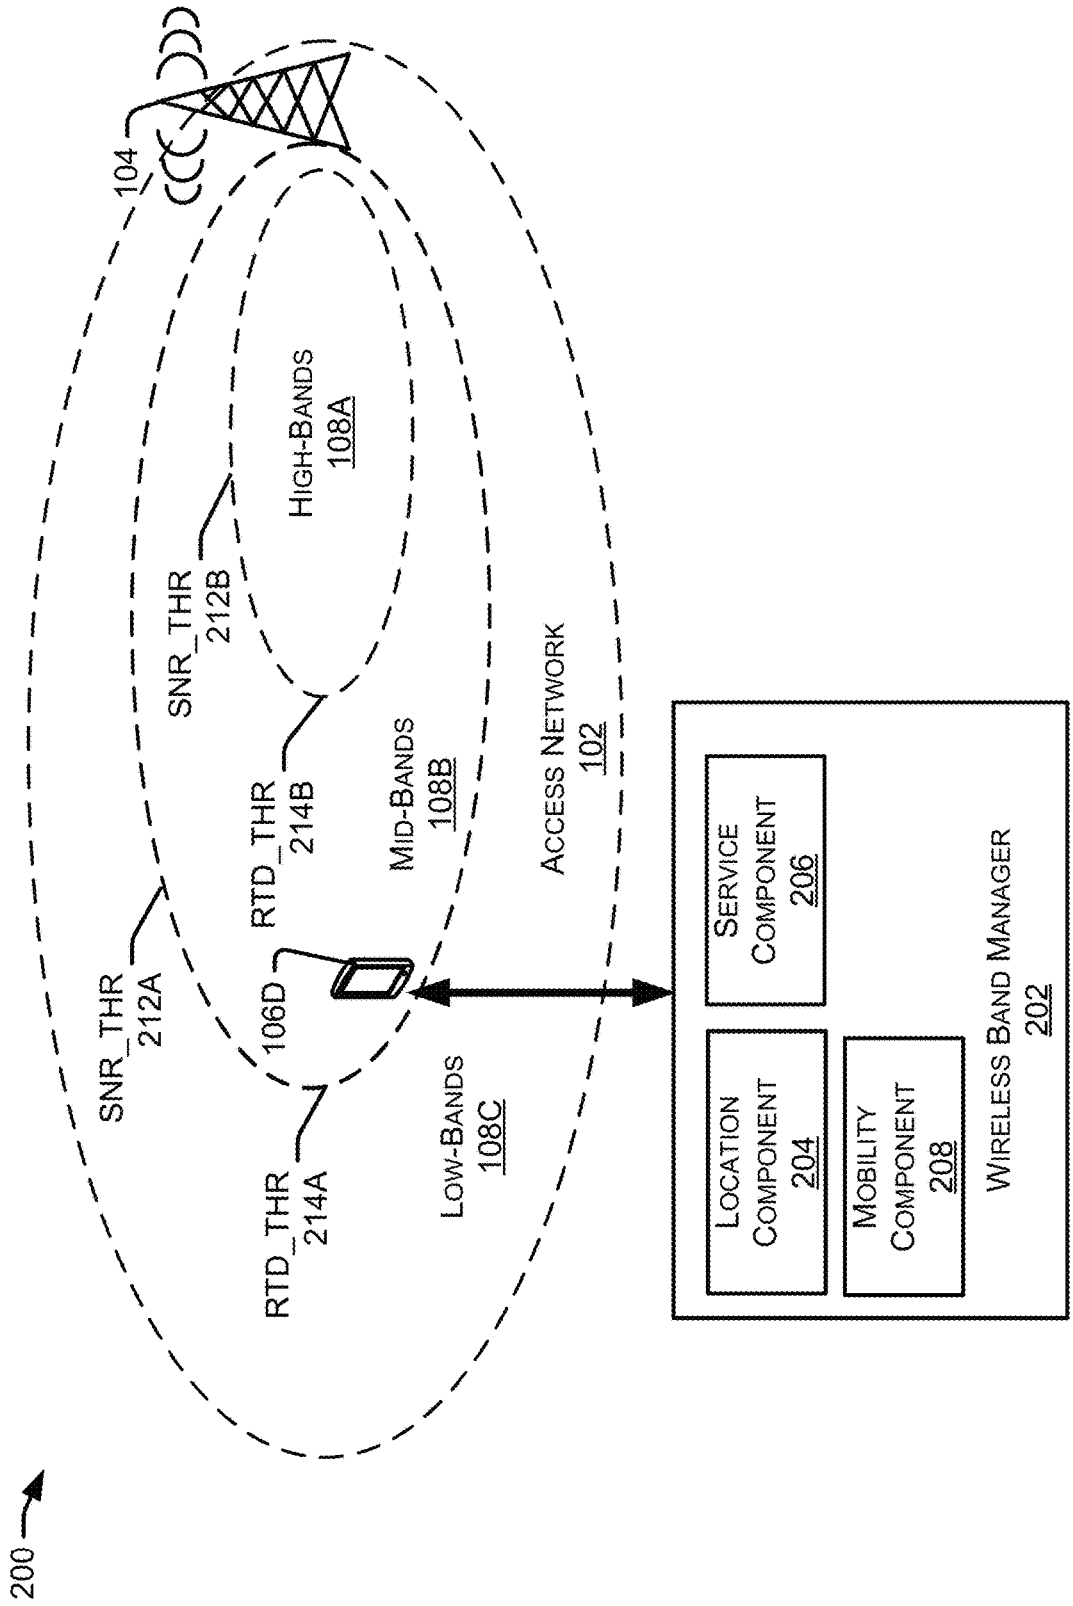 200
104
HIGH-BANDS
108A
SNR_THR
212B
RTD_THR
214B
MID-BANDS
108B
SNR_THR
212A
106D
ACCESS NETWORK
102
RTD_THR
214A
LOW-BANDS
108C
LOCATION
COMPONENT
204
SERVICE
COMPONENT
206
MOBILITY
COMPONENT
208
WIRELESS BAND MANAGER
202